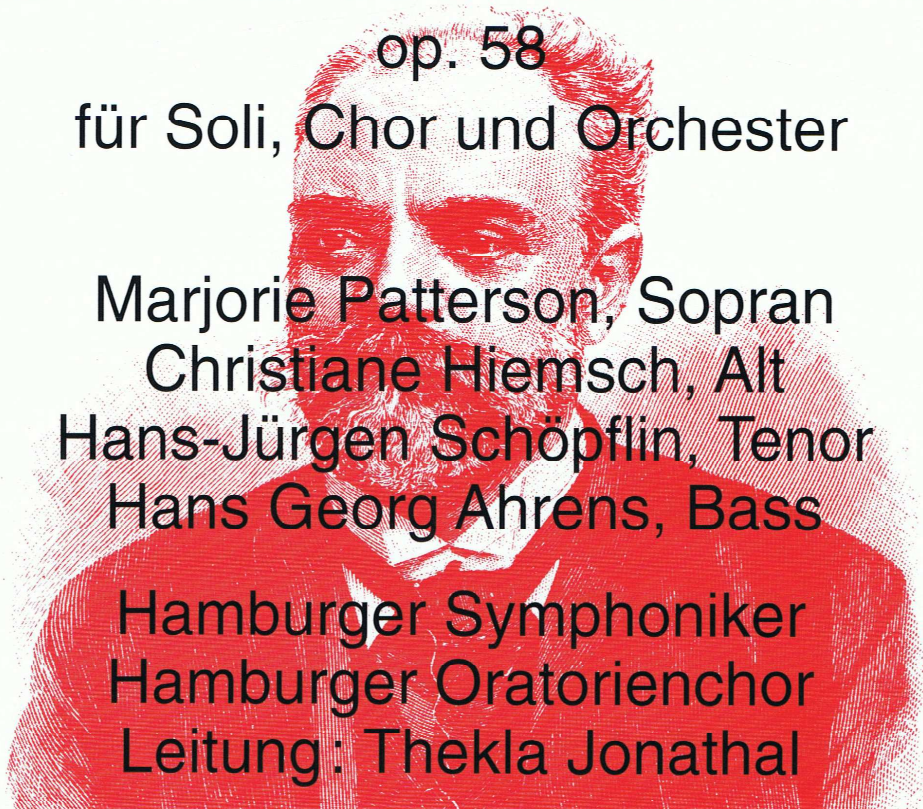 op. 58
für Soli, Chor und Orchester
Marjorie Patterson, Sopran
Christiane Hiemsch, Alt
Hans-Jürgen Schöpflin, Tenor
Hans Georg Ahrens, Bass
Hamburger Symphoniker
Hamburger Oratorienchor
Leitung: Thekla Jonathal